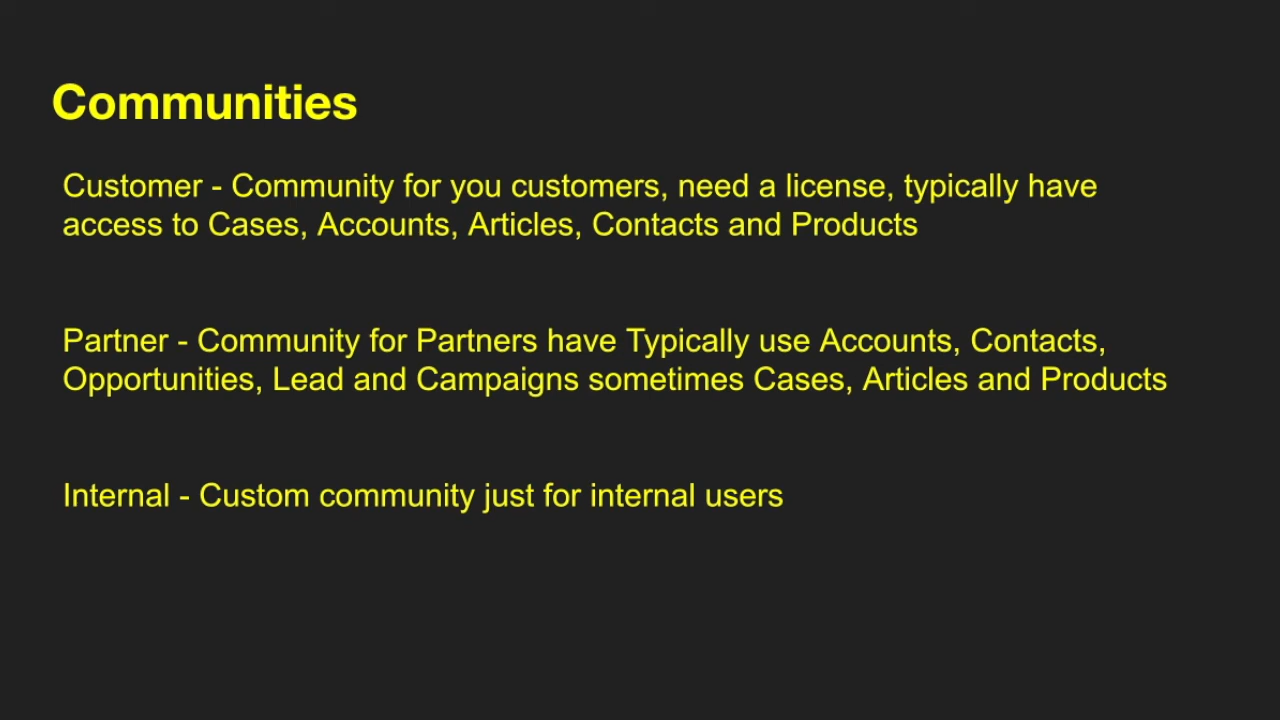 Communities
Customer - Community for you customers, need a license, typically have
access to Cases, Accounts, Articles, Contacts and Products
Partner - Community for Partners have Typically use Accounts, Contacts,
Opportunities, Lead and Campaigns sometimes Cases, Articles and Products
Internal - Custom community just for internal users